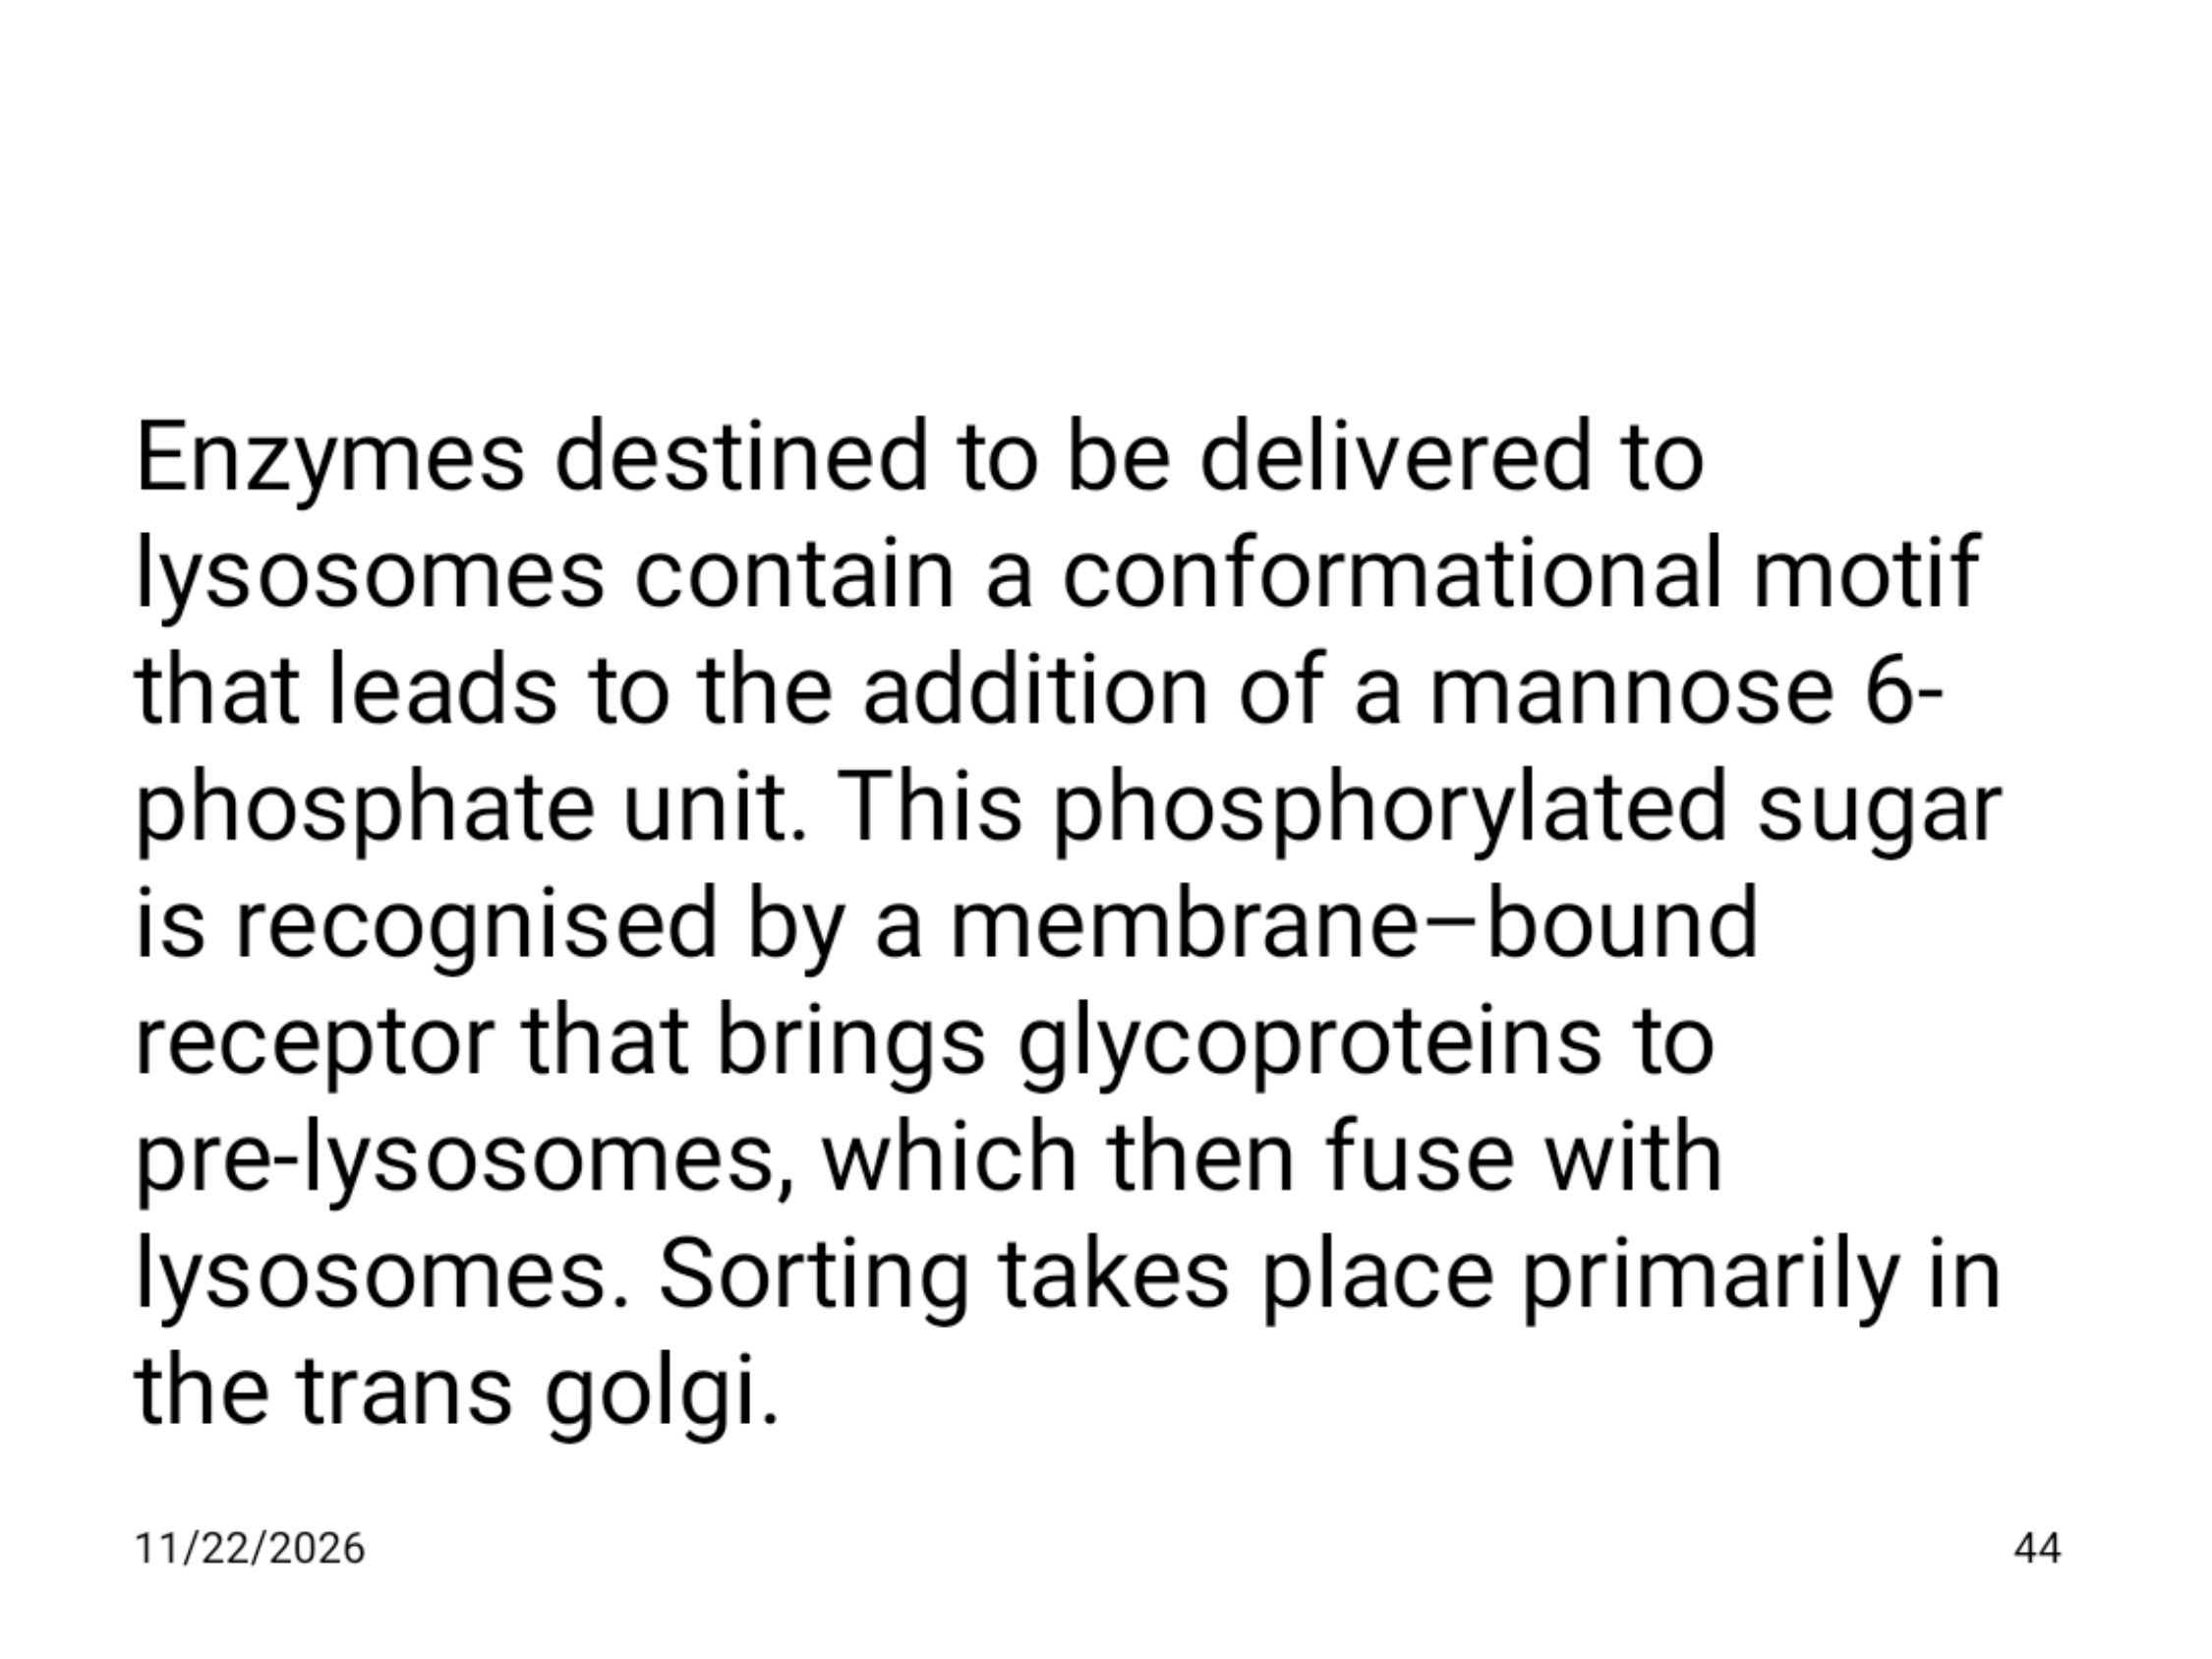 Enzymes destined to be delivered to
lysosomes contain a conformational motif
that leads to the addition of a mannose 6-
phosphate unit. This phosphorylated sugar
is recognised by a membrane–bound
receptor that brings glycoproteins to
pre-lysosomes, which then fuse with
lysosomes. Sorting takes place primarily in
the trans golgi.
11/22/2026
44